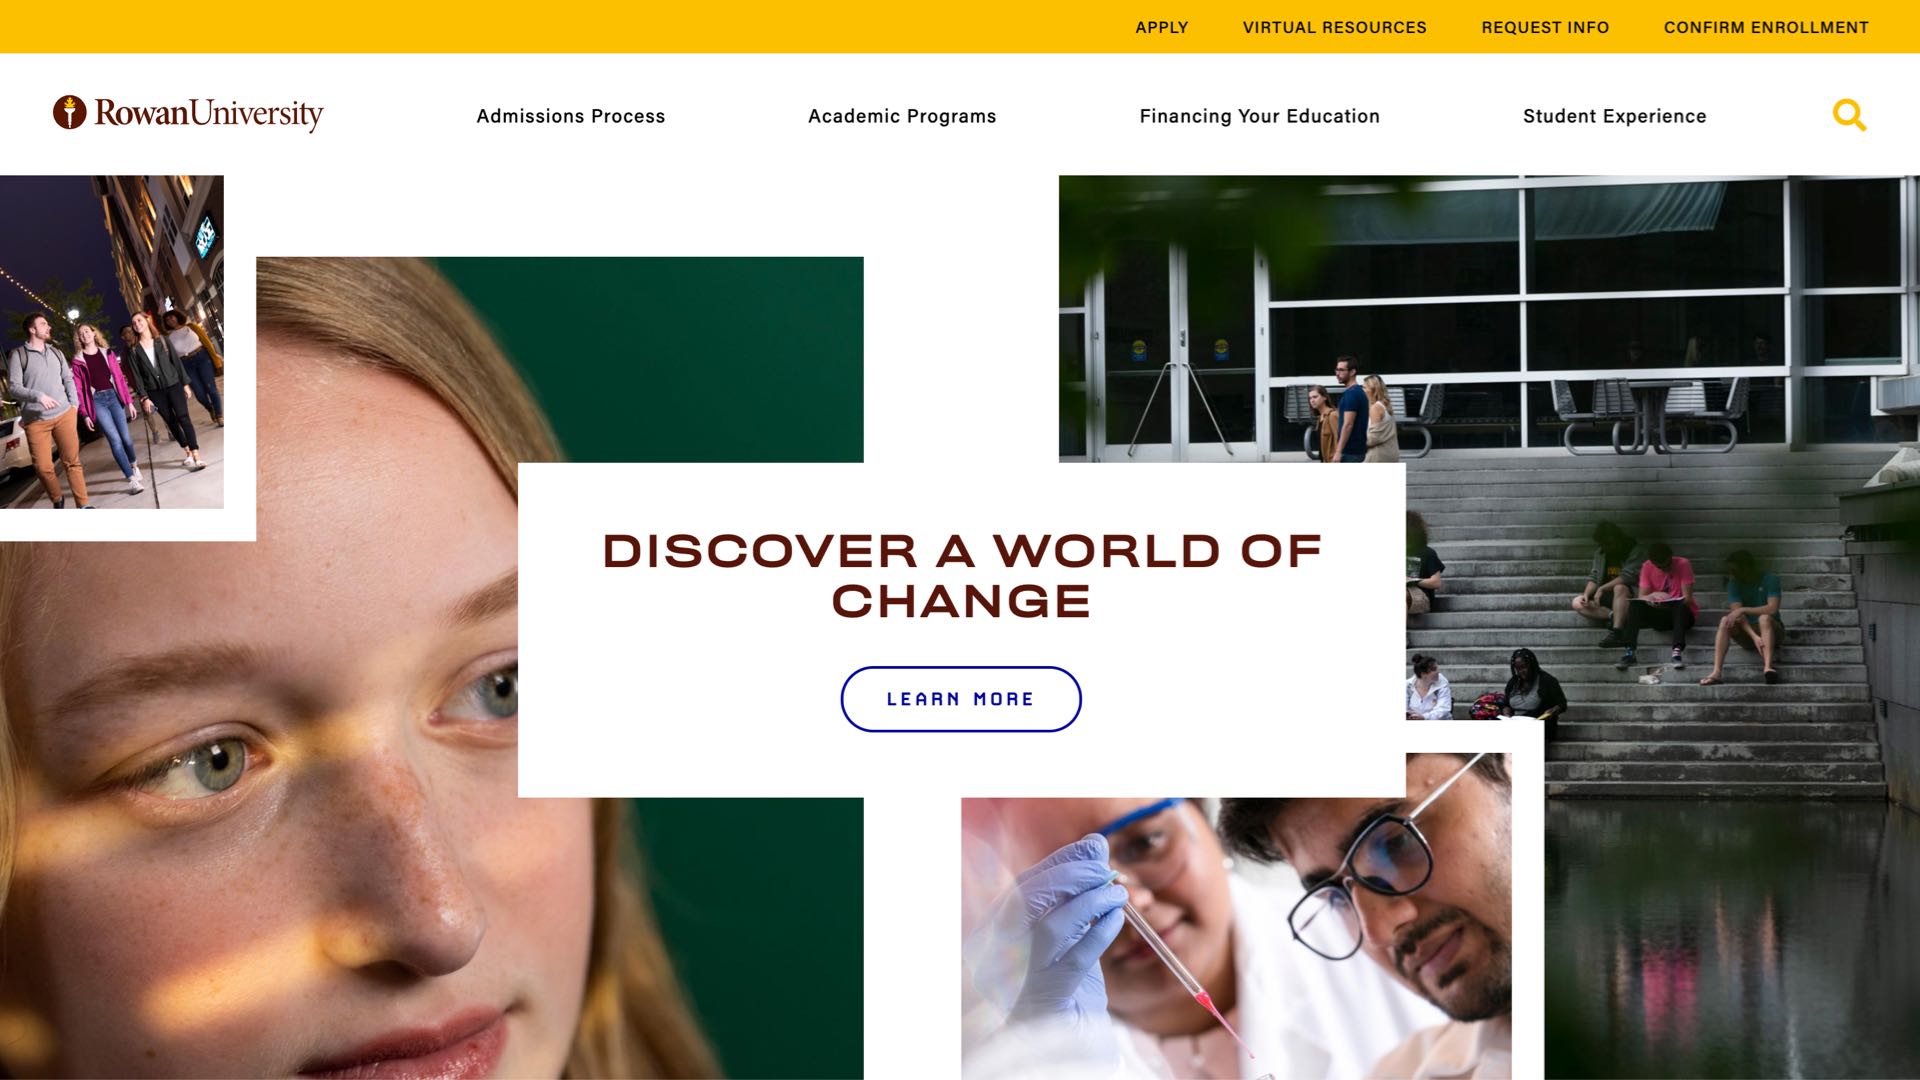 APPLY
VIRTUAL RESOURCES
REQUEST INFO
CONFIRM ENROLLMENT
RowanUniversity
Admissions Process
Academic Programs
Financing Your Education
Student Experience
DISCOVER A WORLD OF
CHANGE
LEARN MORE